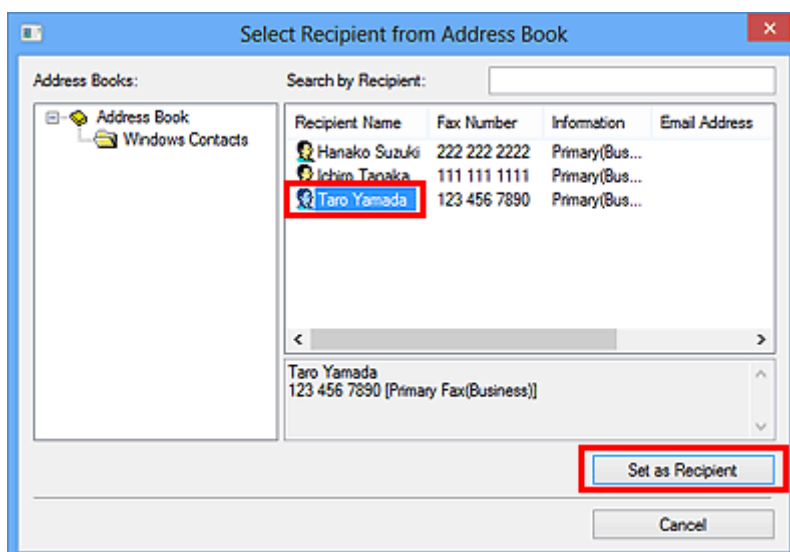 Select Recipient from Address Book
Address Books:
Search by Recipient:
Address Book
Windows Contacts
Recipient Name Fax Number Information Email Address
Hanako Suzuki 222 222 2222 Primary(Bus...
Ichiro Tanaka 111 111 1111 Primary(Bus...
Taro Yamada 123 456 7890 Primary(Bus...
Taro Yamada
123 456 7890 [Primary Fax(Business)]
Set as Recipient
Cancel